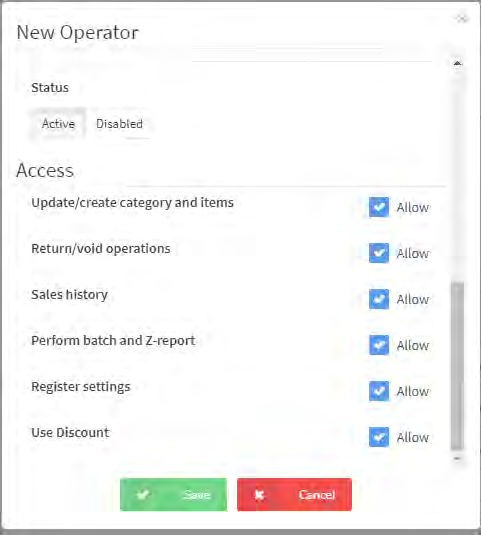 New Operator
Status
Active Disabled
Access
Update/create category and items Allow
Return/void operations Allow
Sales history Allow
Perform batch and Z-report Allow
Register settings Allow
Use Discount Allow
Save Cancel